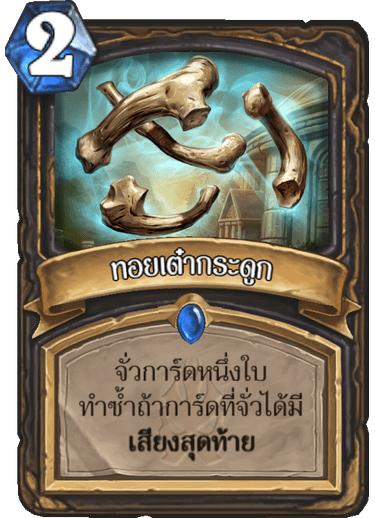 2
ทอยเต๋ากระดูก
จั่วการ์ดหนึ่งใบ
ทำซ้ำถ้าการ์ดที่จั่วได้มี
เสียงสุดท้าย